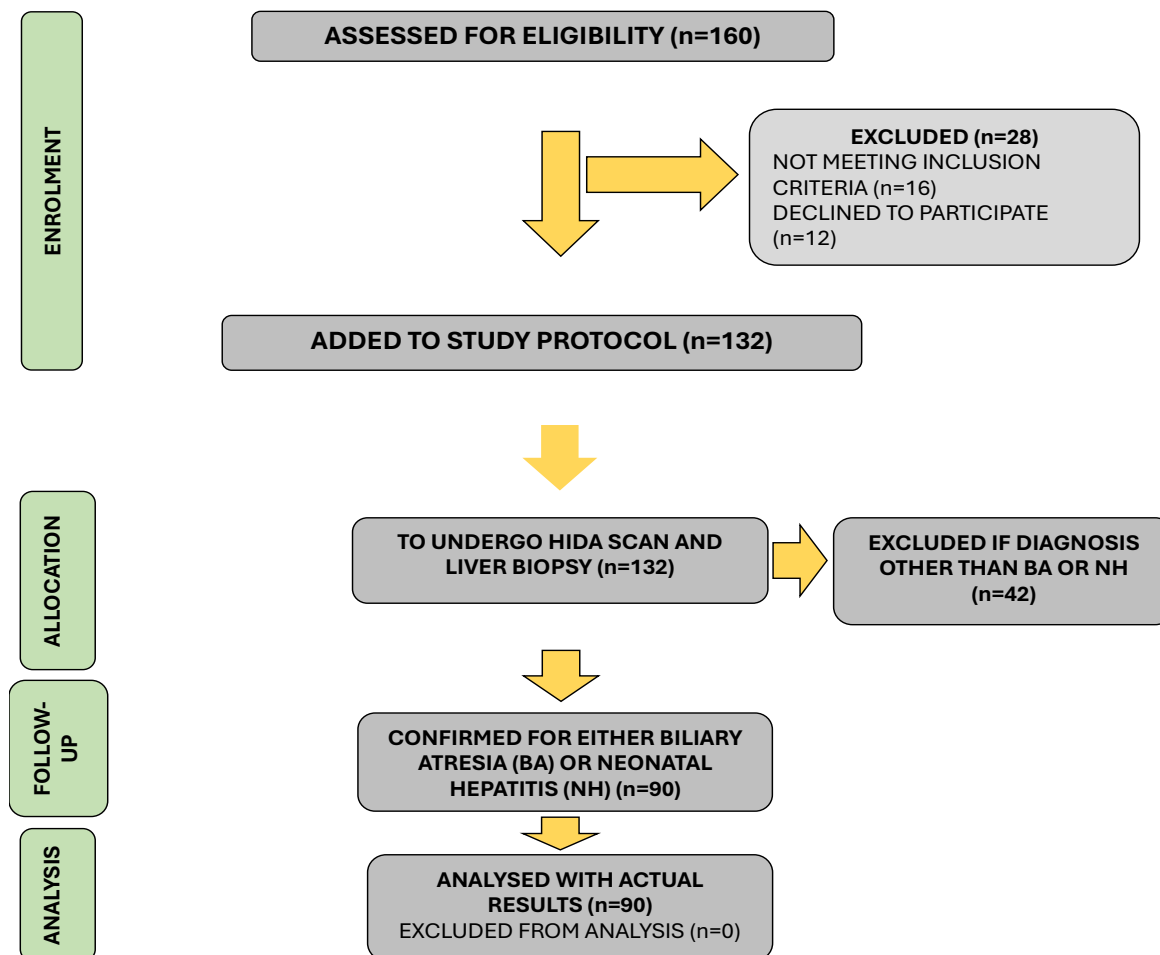 ENROLMENT
ASSESSED FOR ELIGIBILITY (n=160)
EXCLUDED (n=28)
NOT MEETING INCLUSION
CRITERIA (n=16)
DECLINED TO PARTICIPATE
(n=12)
ADDED TO STUDY PROTOCOL (n=132)
ALLOCATION
TO UNDERGO HIDA SCAN AND
LIVER BIOPSY (n=132)
EXCLUDED IF DIAGNOSIS
OTHER THAN BA OR NH
(n=42)
FOLLOW-
UP
CONFIRMED FOR EITHER BILIARY
ATRESIA (BA) OR NEONATAL
HEPATITIS (NH) (n=90)
ANALYSIS
ANALYSED WITH ACTUAL
RESULTS (n=90)
EXCLUDED FROM ANALYSIS (n=0)